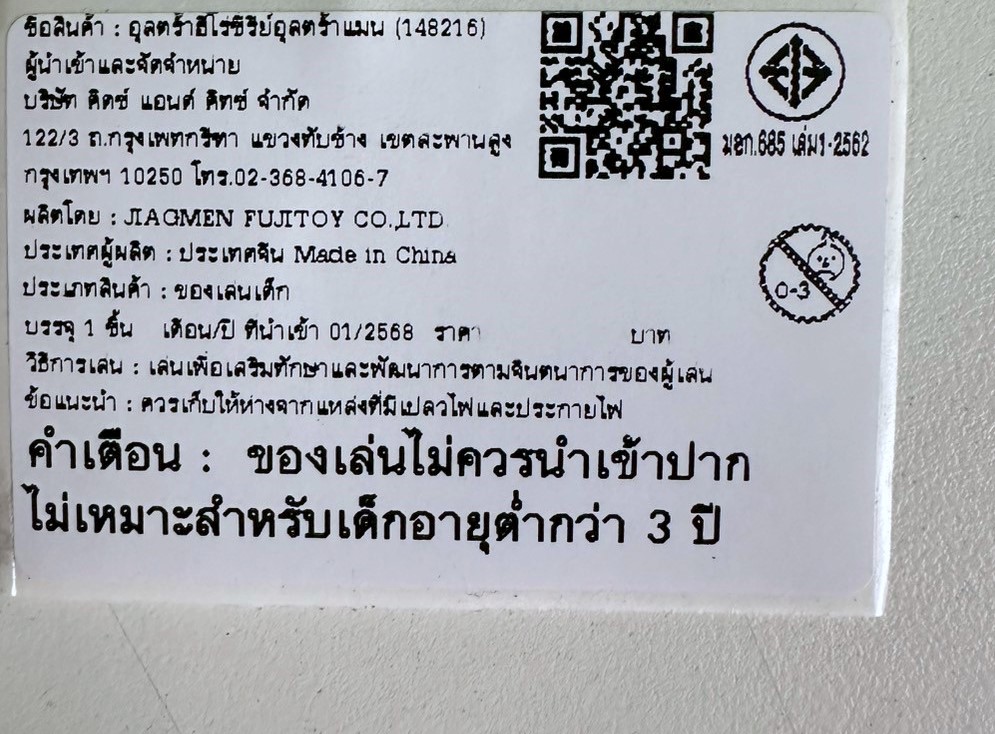 ชื่อสินค้า : อุลตร้าฮีโร่ซีรีย์อุลตร้าแมน (148216)
ผู้นำเข้าและจัดจำหน่าย
บริษัท คิดซ์ แอนด์ คิทซ์ จำกัด
122/3 ถ.กรุงเทพกรีฑา แขวงทับช้าง เขตสะพานสูง
กรุงเทพฯ 10250 โทร.02-368-4106-7
ผลิตโดย : JIAGMEN FUJITOY CO.,LTD.
ประเทศผู้ผลิต : ประเทศจีน Made in China
ประเภทสินค้า : ของเล่นเด็ก
บรรจุ 1 ชิ้น เดือน/ปี ที่นำเข้า 01/2568 ราคา บาท
วิธีการเล่น : เล่นเพื่อเสริมทักษาและพัฒนาการตามจินตนาการของผู้เล่น
ข้อแนะนำ : ควรเก็บให้ห่างจากแหล่งที่มีเปลวไฟและประกายไฟ
คำเตือน : ของเล่นไม่ควรนำเข้าปาก
ไม่เหมาะสำหรับเด็กอายุต่ำกว่า 3 ปี
มอก.685 เล่ม1-2562
0-3